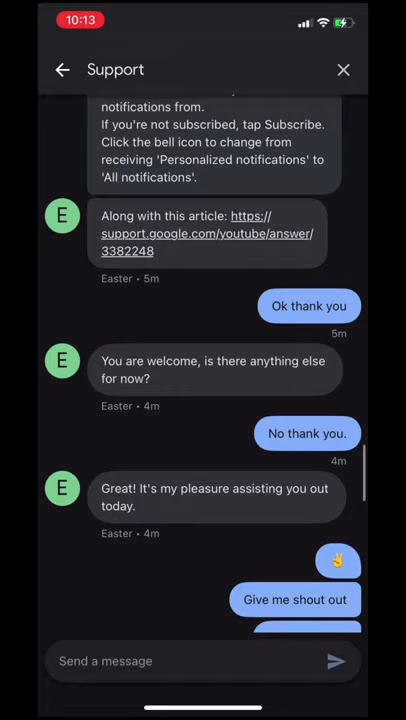 10:13
Support
notifications from.
If you're not subscribed, tap Subscribe.
Click the bell icon to change from
receiving 'Personalized notifications' to
'All notifications'.
E
Along with this article: https://
support.google.com/youtube/answer/
3382248
Easter • 5m
Ok thank you
5m
E
You are welcome, is there anything else
for now?
Easter • 4m
No thank you.
4m
E
Great! It's my pleasure assisting you out
today.
Easter • 4m
✌️
Give me shout out
Send a message